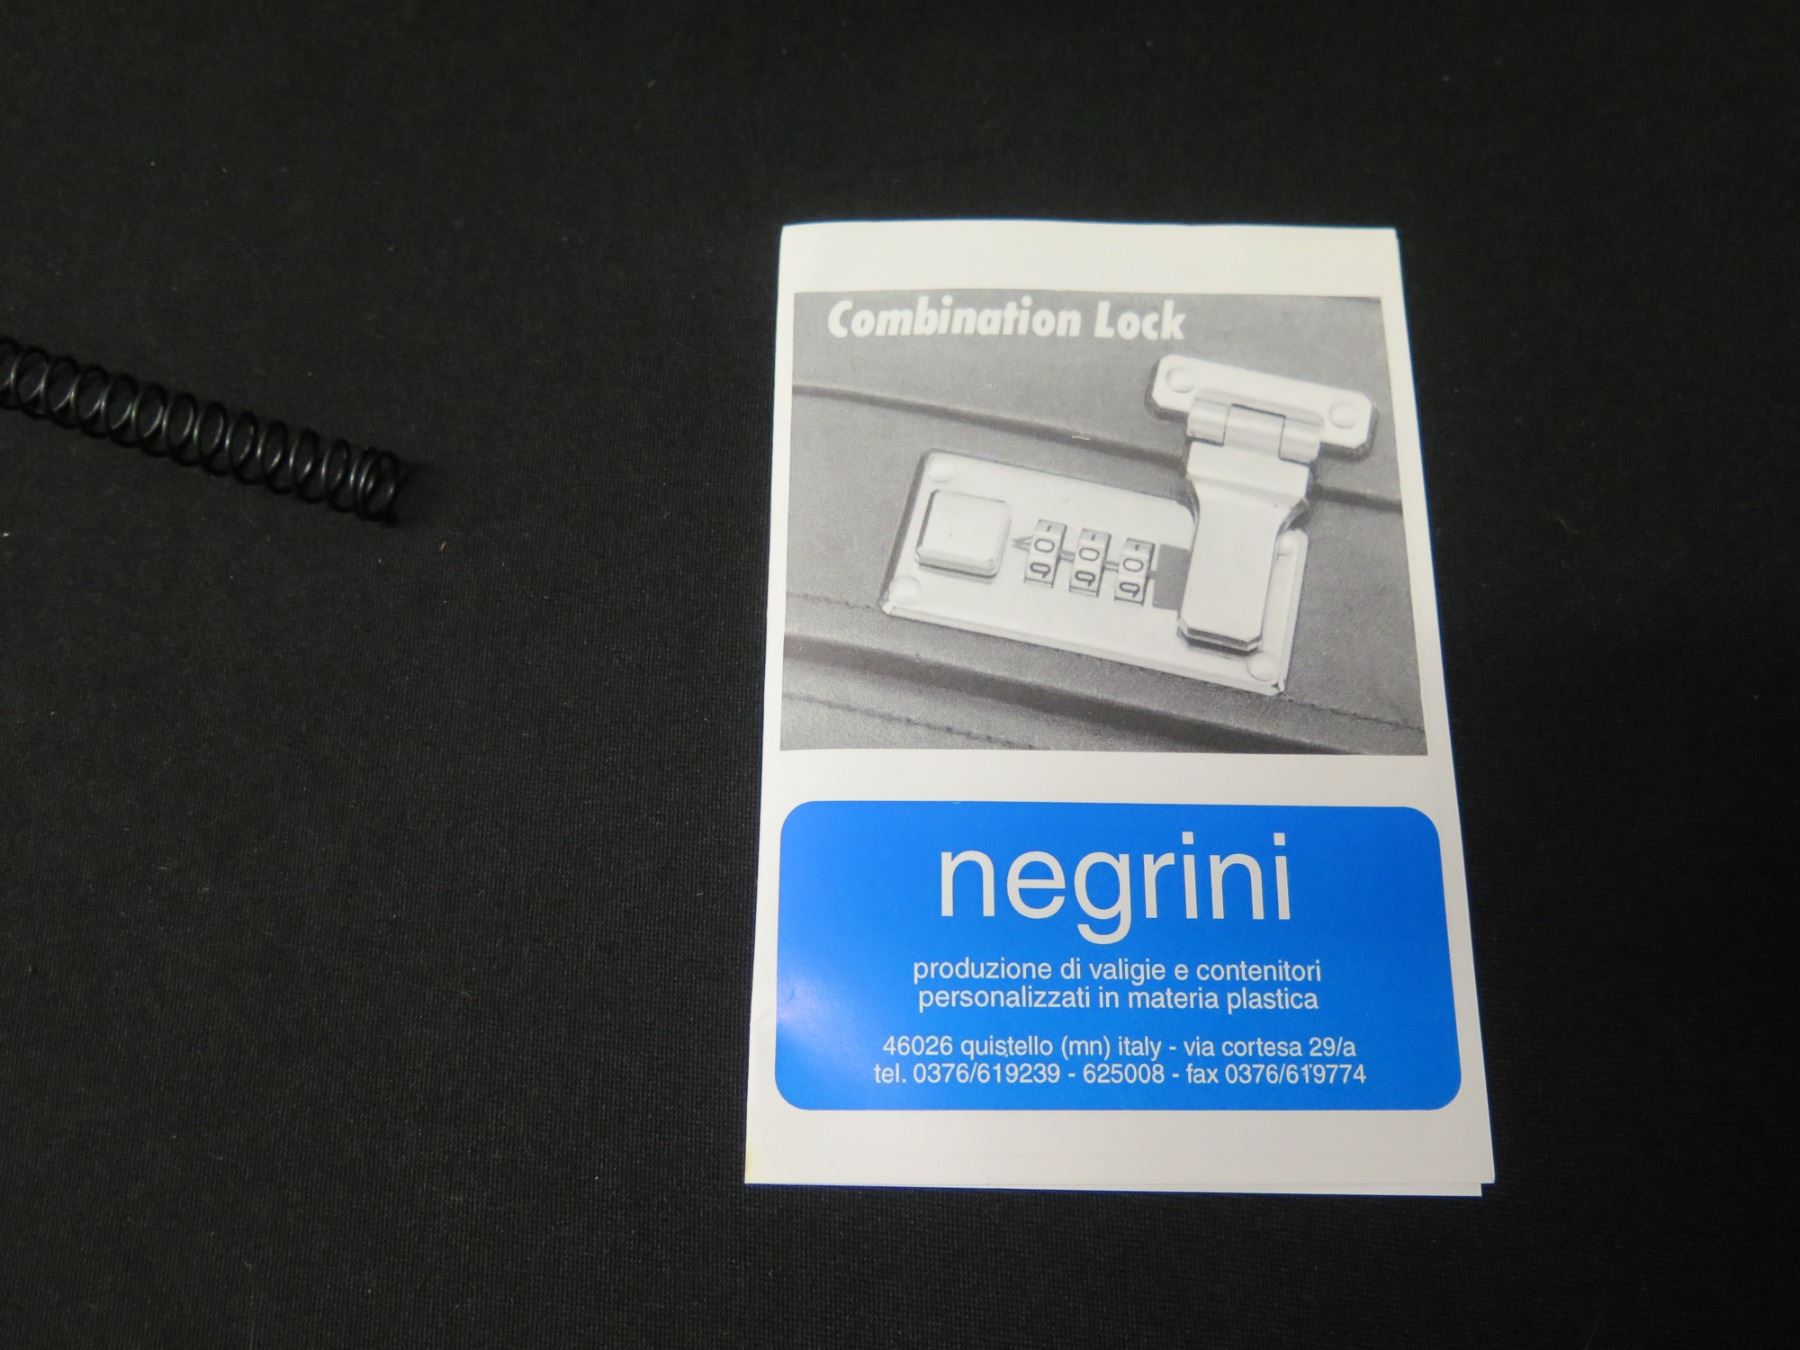 Combination Lock
negrini
produzione di valigie e contenitori
personalizzati in materia plastica
46026 quistello (mn) italy - via cortesa 29/a
tel. 0376/619239 - 625008 - fax 0376/619774